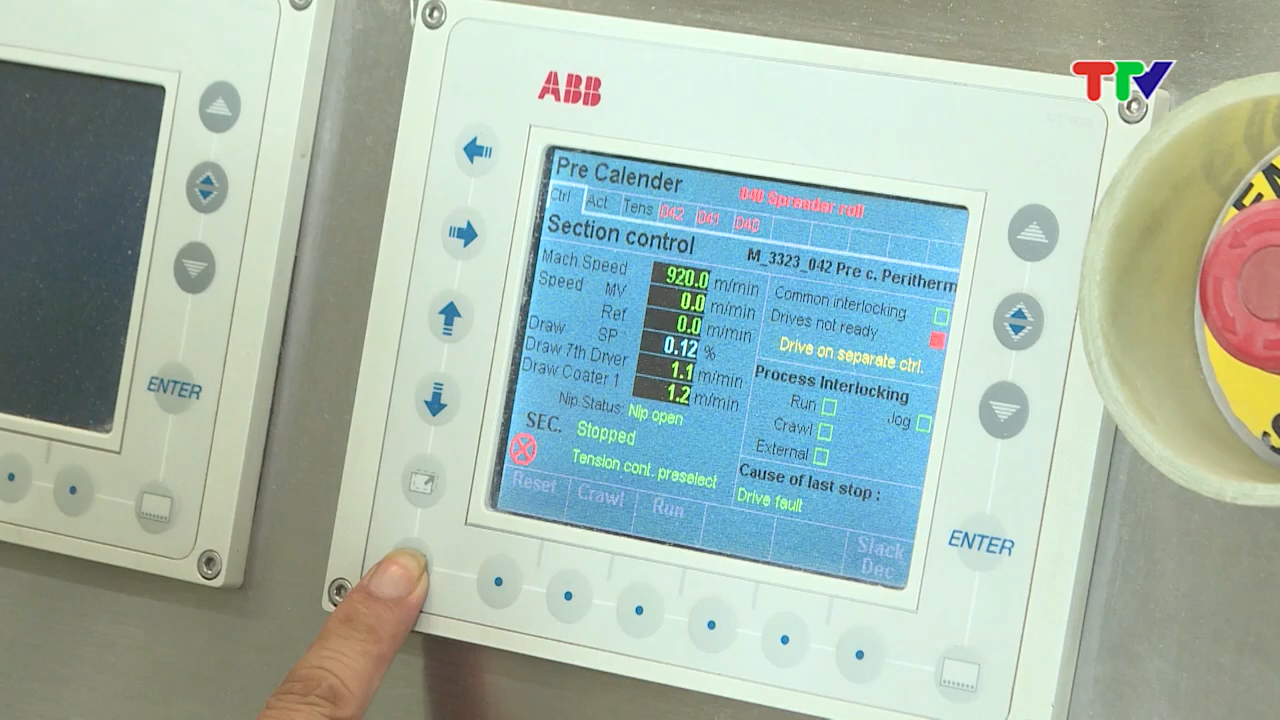 TTV
ABB
Pre Calender
040 Spreader roll
Ctrl Act Tens 042 041 040
Section control
M_3323_042 Pre c. Peritherm
Mach.Speed 920.0 m/min
Speed MV 0.0 m/min
Ref 0.0 m/min
Draw SP 0.12 %
Draw 7th Dryer 1.1 m/min
Draw Coater 1 1.2 m/min
Nip.Status Nip open
SEC. Stopped
Tension cont. preselect
Common interlocking
Drives not ready
Drive on separate ctrl.
Process Interlocking
Run Jog
Crawl
External
Cause of last stop :
Drive fault
Reset Crawl Run Slack Dec
ENTER
ENTER